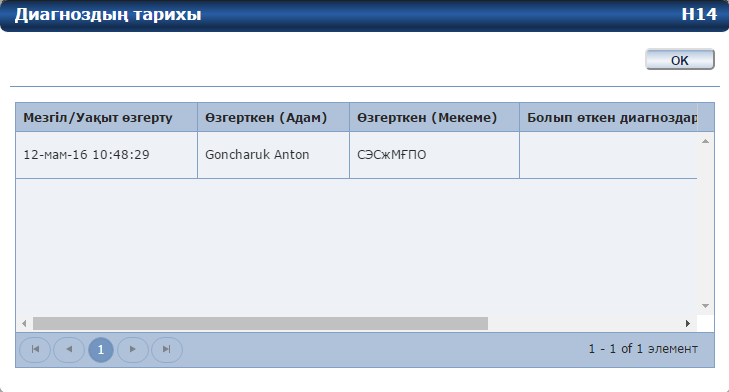 Диагноздың тарихы H14
OK
Мезгіл/Уақыт өзгерту Өзгерткен (Адам) Өзгерткен (Мекеме) Болып өткен диагноздар
12-мам-16 10:48:29 Goncharuk Anton СЭСжМҒПО
1 1 - 1 of 1 элемент